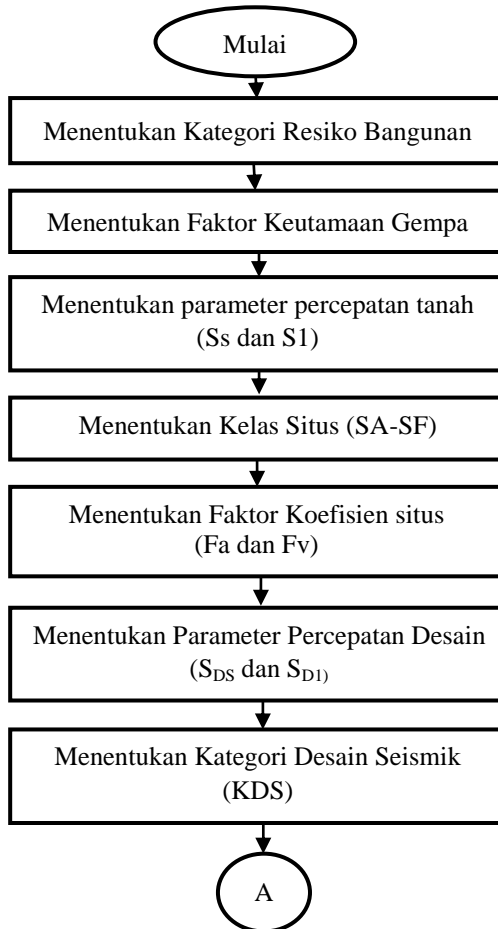 Mulai
Menentukan Kategori Resiko Bangunan
Menentukan Faktor Keutamaan Gempa
Menentukan parameter percepatan tanah
(Ss dan S1)
Menentukan Kelas Situs (SA-SF)
Menentukan Faktor Koefisien situs
(Fa dan Fv)
Menentukan Parameter Percepatan Desain
(S_DS dan S_D1)
Menentukan Kategori Desain Seismik
(KDS)
A